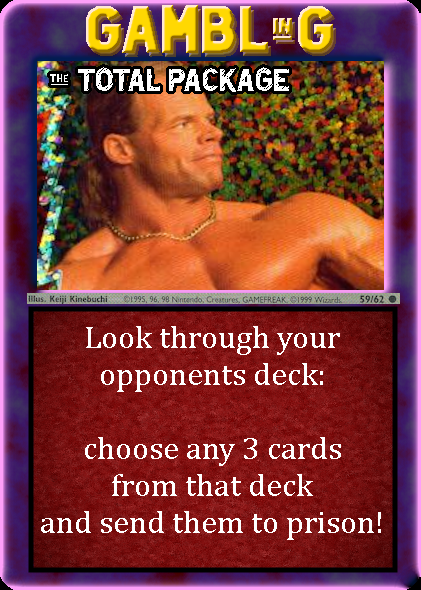 GAMBLinG
THE TOTAL PACKAGE
Illus. Keiji Kinebuchi ©1995, 96, 98 Nintendo, Creatures, GAMEFREAK. ©1999 Wizards. 59/62 ●
Look through your
opponents deck:
choose any 3 cards
from that deck
and send them to prison!